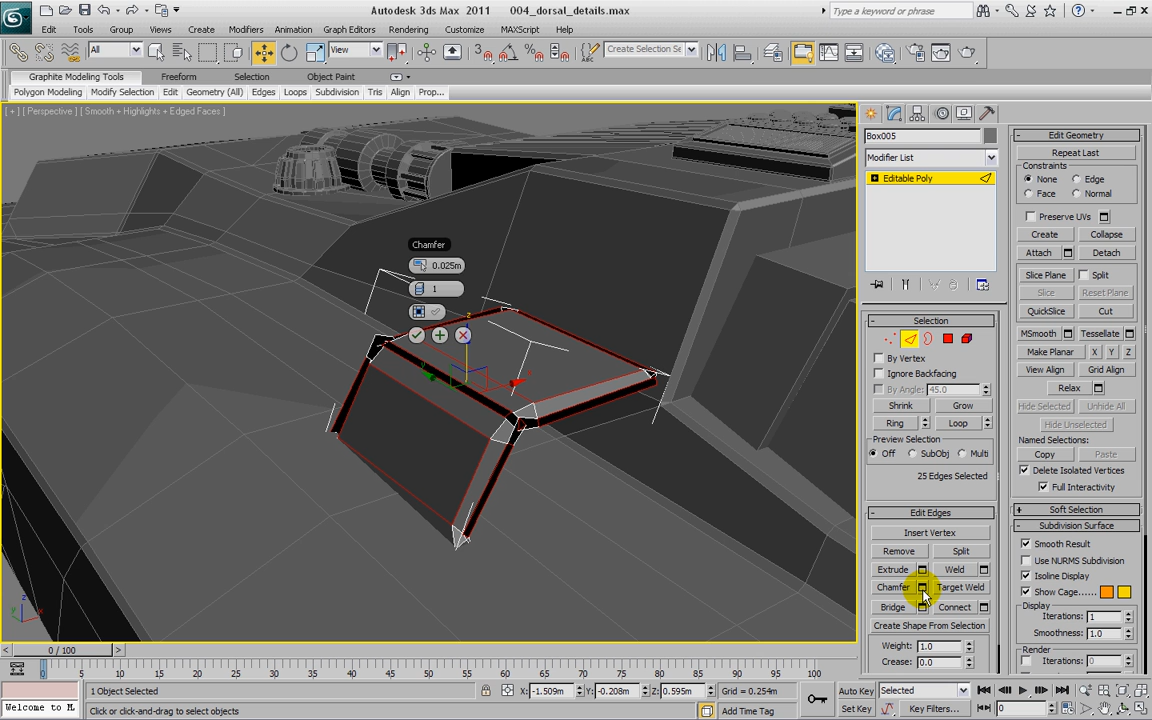 Autodesk 3ds Max 2011    004_dorsal_details.max
Type a keyword or phrase
Edit Tools Group Views Create Modifiers Animation Graph Editors Rendering Customize MAXScript Help
All View Create Selection Se
Graphite Modeling Tools Freeform Selection Object Paint
Polygon Modeling Modify Selection Edit Geometry (All) Edges Loops Subdivision Tris Align Prop...
[ + ] [ Perspective ] [ Smooth + Highlights + Edged Faces ]
Chamfer
0.025m
1
z
x
y
z
x
y
Box005
Modifier List
Editable Poly
Selection
By Vertex
Ignore Backfacing
By Angle: 45.0
Shrink Grow
Ring Loop
Preview Selection
Off SubObj Multi
25 Edges Selected
Edit Edges
Insert Vertex
Remove Split
Extrude Weld
Chamfer Target Weld
Bridge Connect
Create Shape From Selection
Weight: 1.0
Crease: 0.0
Edit Geometry
Repeat Last
Constraints
None Edge
Face Normal
Preserve UVs
Create Collapse
Attach Detach
Slice Plane Split
Slice Reset Plane
QuickSlice Cut
MSmooth Tessellate
Make Planar X Y Z
View Align Grid Align
Relax
Hide Selected Unhide All
Hide Unselected
Named Selections:
Copy Paste
Delete Isolated Vertices
Full Interactivity
Soft Selection
Subdivision Surface
Smooth Result
Use NURMS Subdivision
Isoline Display
Show Cage......
Display
Iterations: 1
Smoothness: 1.0
Render
Iterations: 0
0 / 100
0 5 10 15 20 25 30 35 40 45 50 55 60 65 70 75 80 85 90 95 100
1 Object Selected X: -1.509m Y: -0.208m Z: 0.595m Grid = 0.254m Auto Key Selected
Welcome to M Click or click-and-drag to select objects Add Time Tag Set Key Key Filters... 0